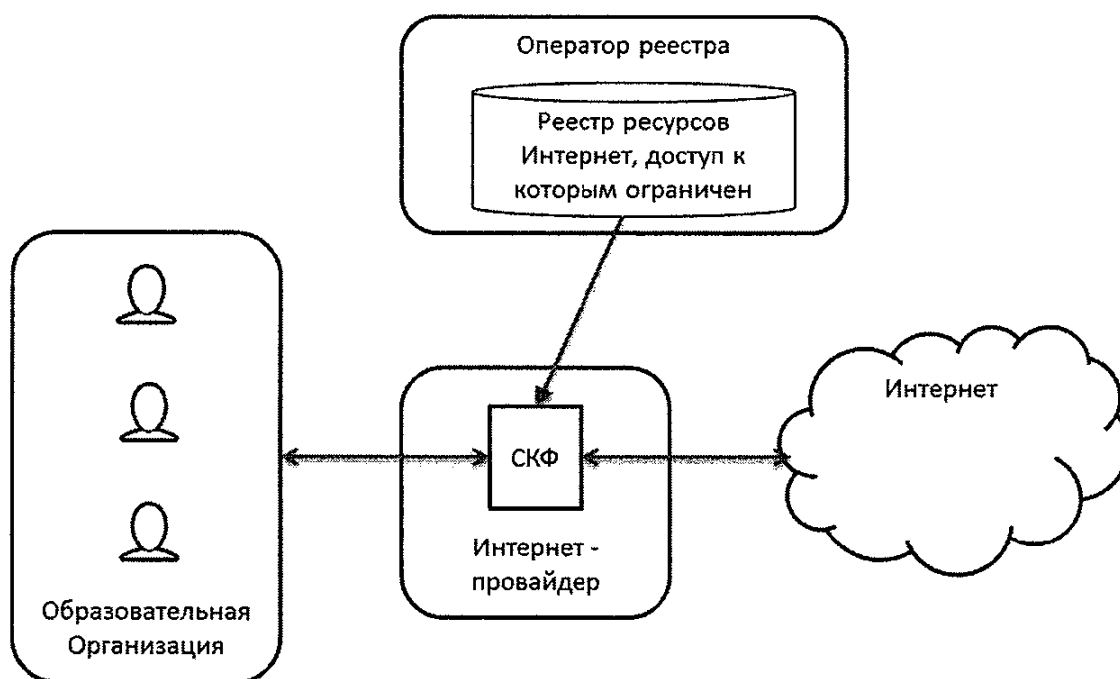 Оператор реестра
Реестр ресурсов
Интернет, доступ к
которым ограничен
Интернет
СКФ
Интернет -
провайдер
Образовательная
Организация